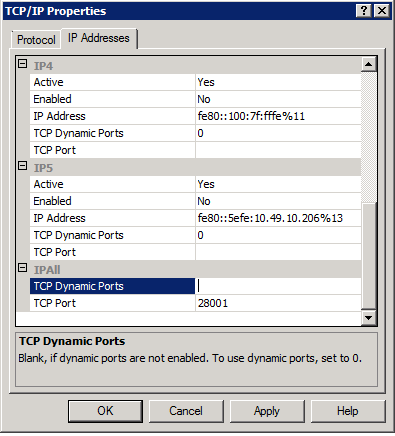 TCP/IP Properties
Protocol IP Addresses
IP4
Active Yes
Enabled No
IP Address fe80::100:7f:fffe%11
TCP Dynamic Ports 0
TCP Port
IP5
Active Yes
Enabled No
IP Address fe80::5efe:10.49.10.206%13
TCP Dynamic Ports 0
TCP Port
IPAll
TCP Dynamic Ports
TCP Port 28001
TCP Dynamic Ports
Blank, if dynamic ports are not enabled. To use dynamic ports, set to 0.
OK Cancel Apply Help